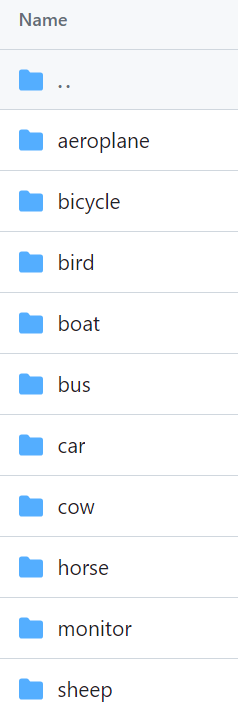 Name
..
aeroplane
bicycle
bird
boat
bus
car
cow
horse
monitor
sheep